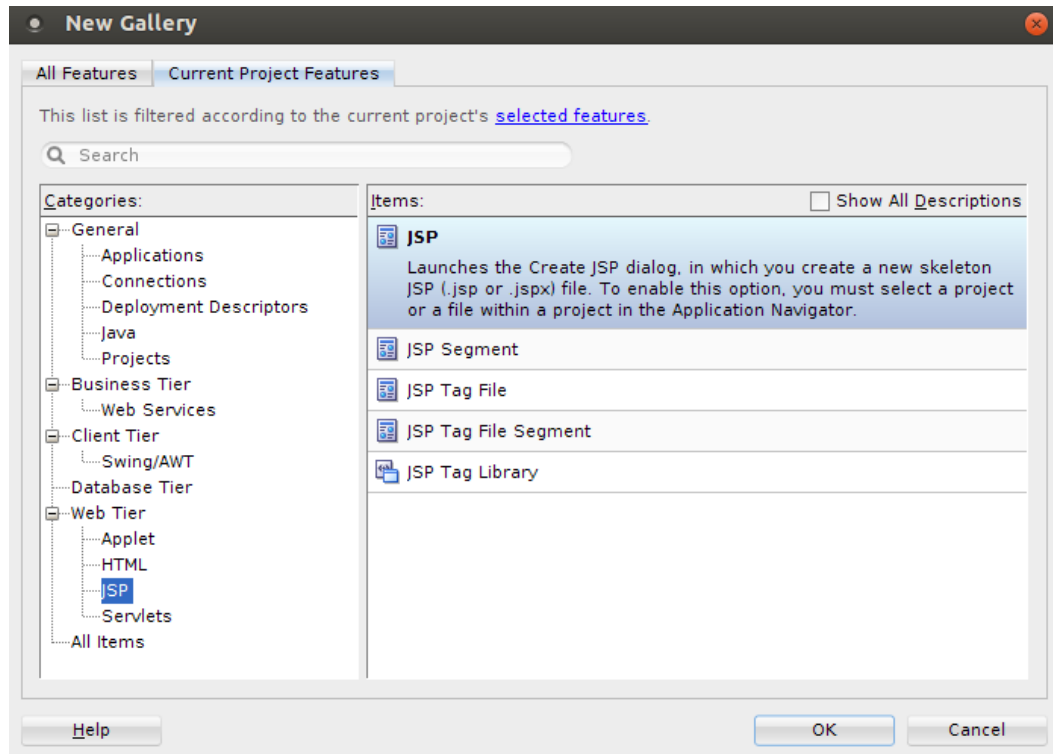 New Gallery
All Features
Current Project Features
This list is filtered according to the current project's selected features.
Search
Categories:
General
Applications
Connections
Deployment Descriptors
Java
Projects
Business Tier
Web Services
Client Tier
Swing/AWT
Database Tier
Web Tier
Applet
HTML
JSP
Servlets
All Items
Items:
Show All Descriptions
JSP
Launches the Create JSP dialog, in which you create a new skeleton
JSP (.jsp or .jspx) file. To enable this option, you must select a project
or a file within a project in the Application Navigator.
JSP Segment
JSP Tag File
JSP Tag File Segment
JSP Tag Library
Help
OK
Cancel